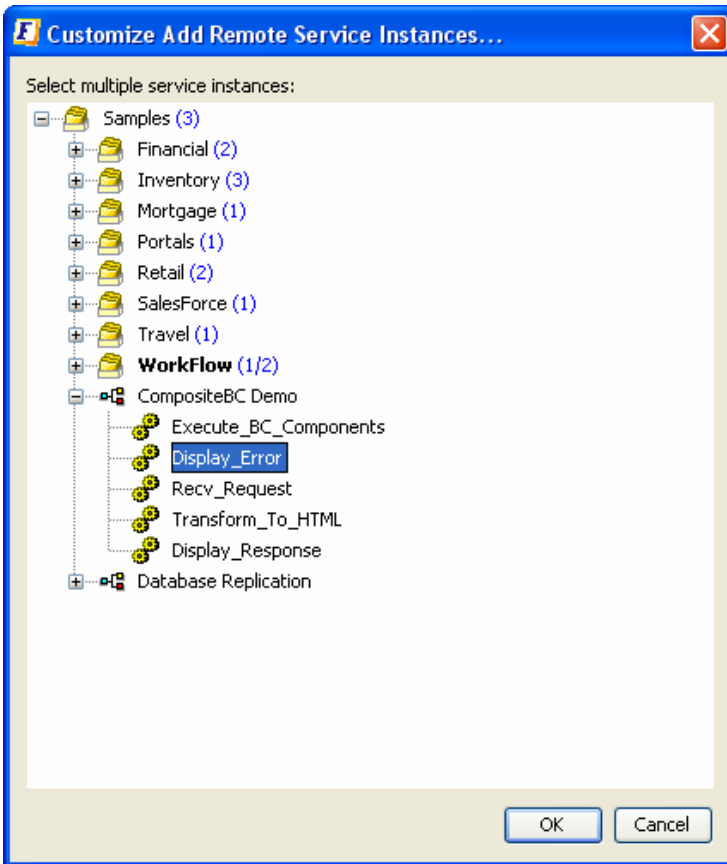 Customize Add Remote Service Instances...
Select multiple service instances:
Samples (3)
Financial (2)
Inventory (3)
Mortgage (1)
Portals (1)
Retail (2)
SalesForce (1)
Travel (1)
WorkFlow (1/2)
CompositeBC Demo
Execute_BC_Components
Display_Error
Recv_Request
Transform_To_HTML
Display_Response
Database Replication
OK Cancel